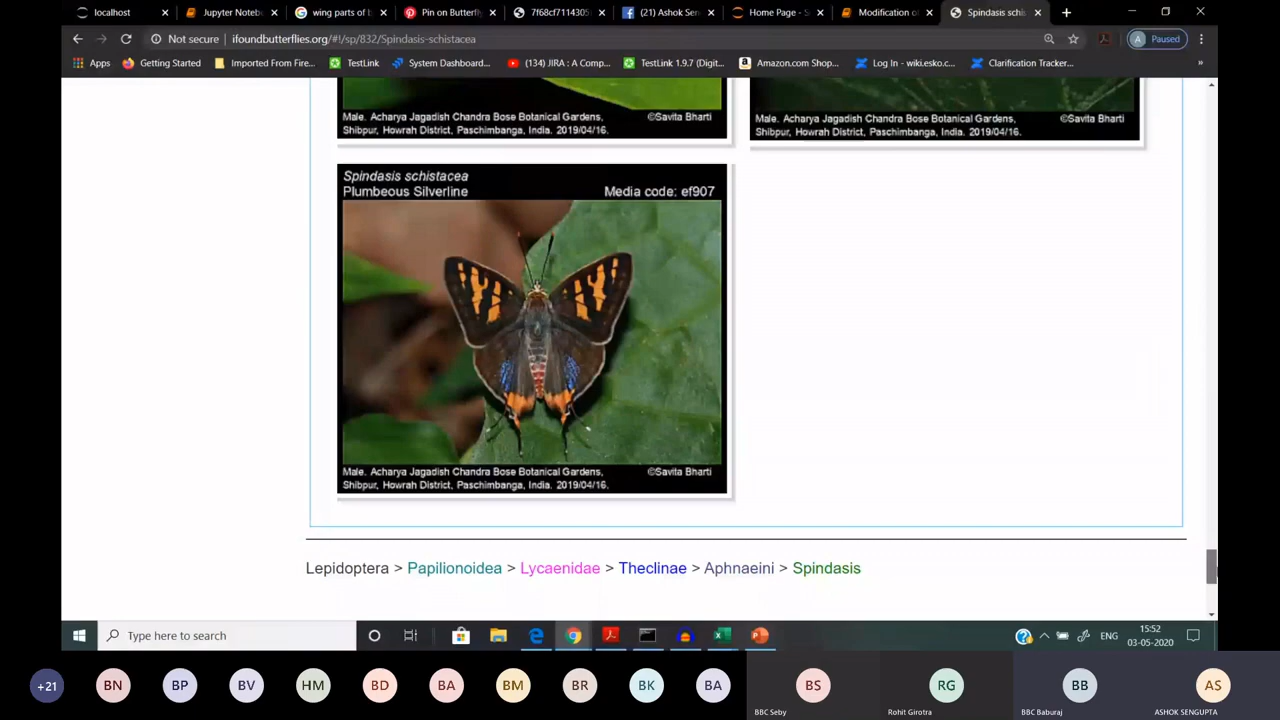 localhost
Jupyter Noteb
wing parts of b
Pin on Butterfly
7f68cf7114305
(21) Ashok Sen
Home Page - S
Modification of
Spindasis schis
Not secure | ifoundbutterflies.org/#!/sp/832/Spindasis-schistacea
A Paused
Apps
Getting Started
Imported From Fire...
TestLink
System Dashboard...
(134) JIRA : A Comp...
TestLink 1.9.7 (Digit...
Amazon.com Shop...
Log In - wiki.esko.c...
Clarification Tracker...
»
Male. Acharya Jagadish Chandra Bose Botanical Gardens, ©Savita Bharti
Shibpur, Howrah District, Paschimbanga, India. 2019/04/16.
Male. Acharya Jagadish Chandra Bose Botanical Gardens, ©Savita Bharti
Shibpur, Howrah District, Paschimbanga, India. 2019/04/16.
Spindasis schistacea
Plumbeous Silverline Media code: ef907
Male. Acharya Jagadish Chandra Bose Botanical Gardens, ©Savita Bharti
Shibpur, Howrah District, Paschimbanga, India. 2019/04/16.
Lepidoptera > Papilionoidea > Lycaenidae > Theclinae > Aphnaeini > Spindasis
Type here to search
ENG
15:52
03-05-2020
+21
BN
BP
BV
HM
BD
BA
BM
BR
BK
BA
BS
BBC Seby
RG
Rohit Girotra
BB
BBC Baburaj
AS
ASHOK SENGUPTA